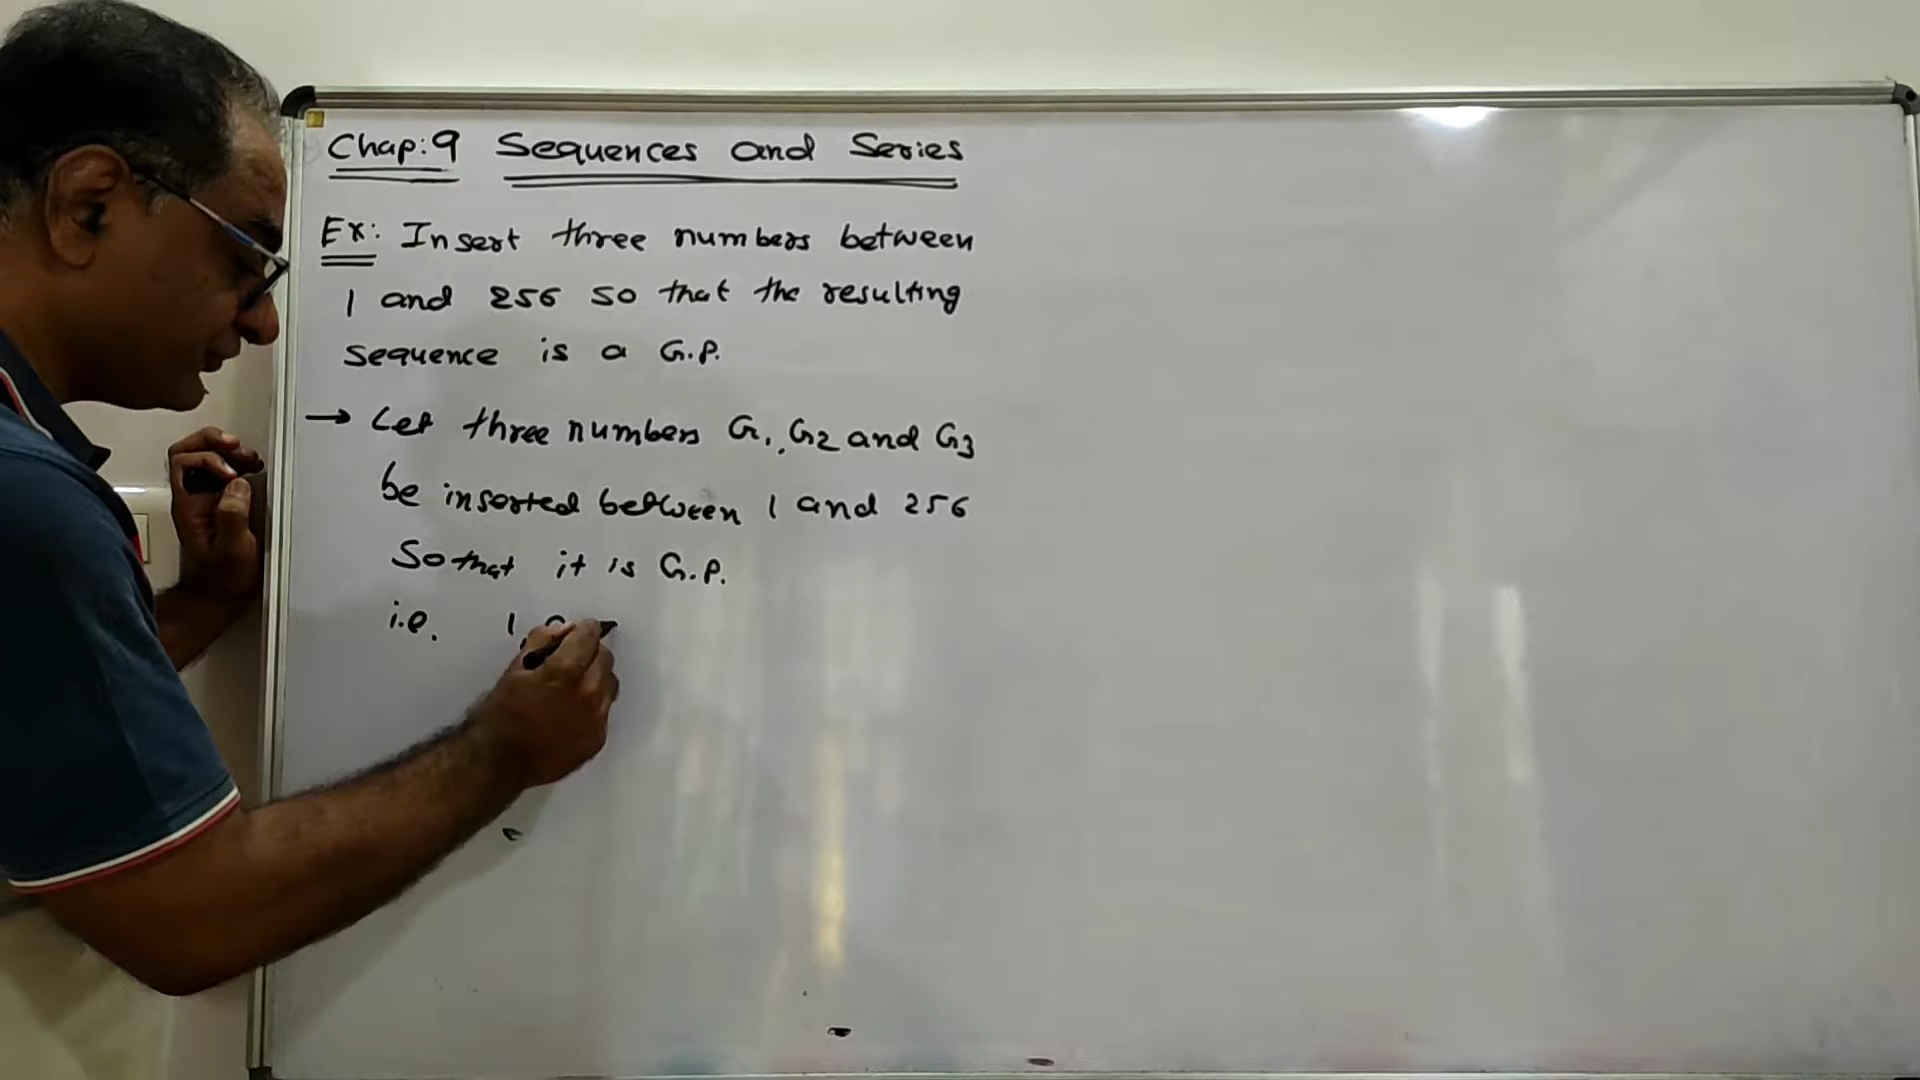 Chap:9 Sequences and Series
Ex: Insert three numbers between
1 and 256 so that the resulting
sequence is a G.P.
→ Let three numbers G1, G2 and G3
be inserted between 1 and 256
So that it is G.P.
i.e. 1,